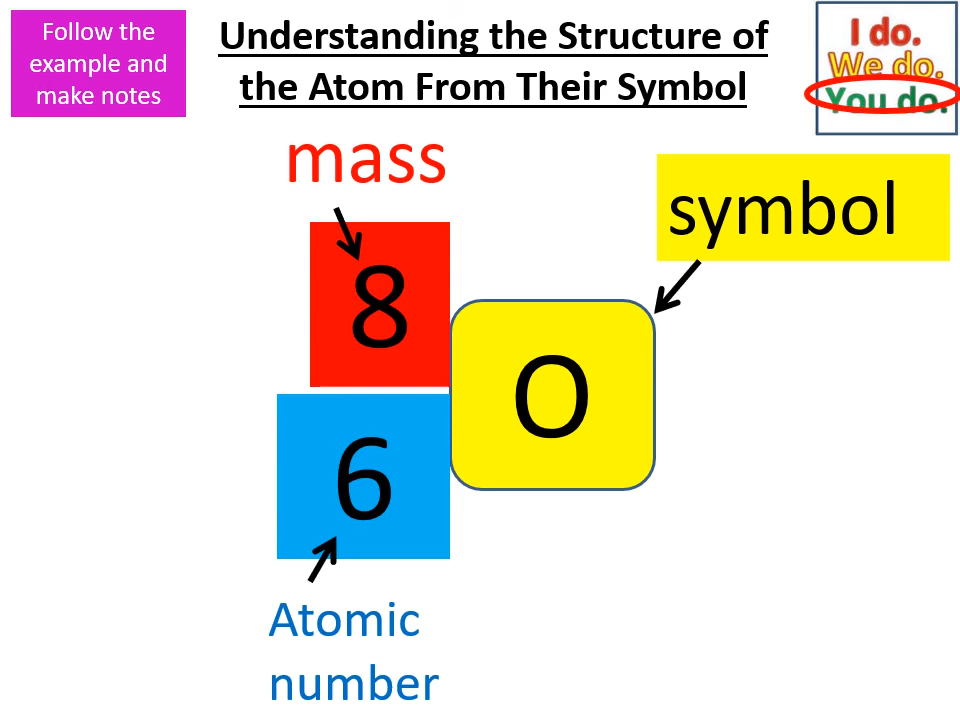 Follow the
example and
make notes
Understanding the Structure of
the Atom From Their Symbol
I do.
We do.
You do.
mass
symbol
8
O
6
Atomic
number